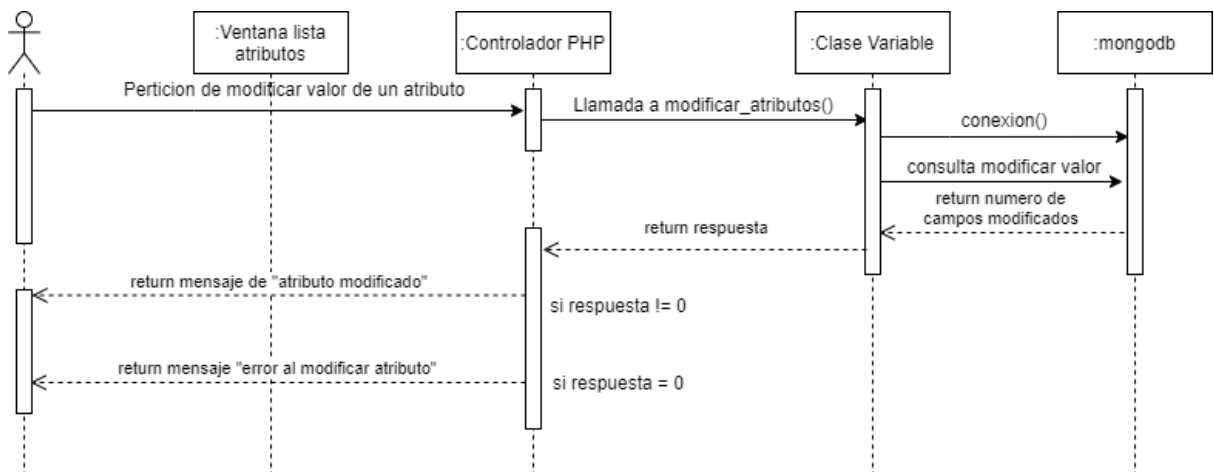 :Ventana lista
atributos
:Controlador PHP
:Clase Variable
:mongodb
Perticion de modificar valor de un atributo
Llamada a modificar_atributos()
conexion()
consulta modificar valor
return numero de
campos modificados
return respuesta
return mensaje de "atributo modificado"
si respuesta != 0
return mensaje "error al modificar atributo"
si respuesta = 0